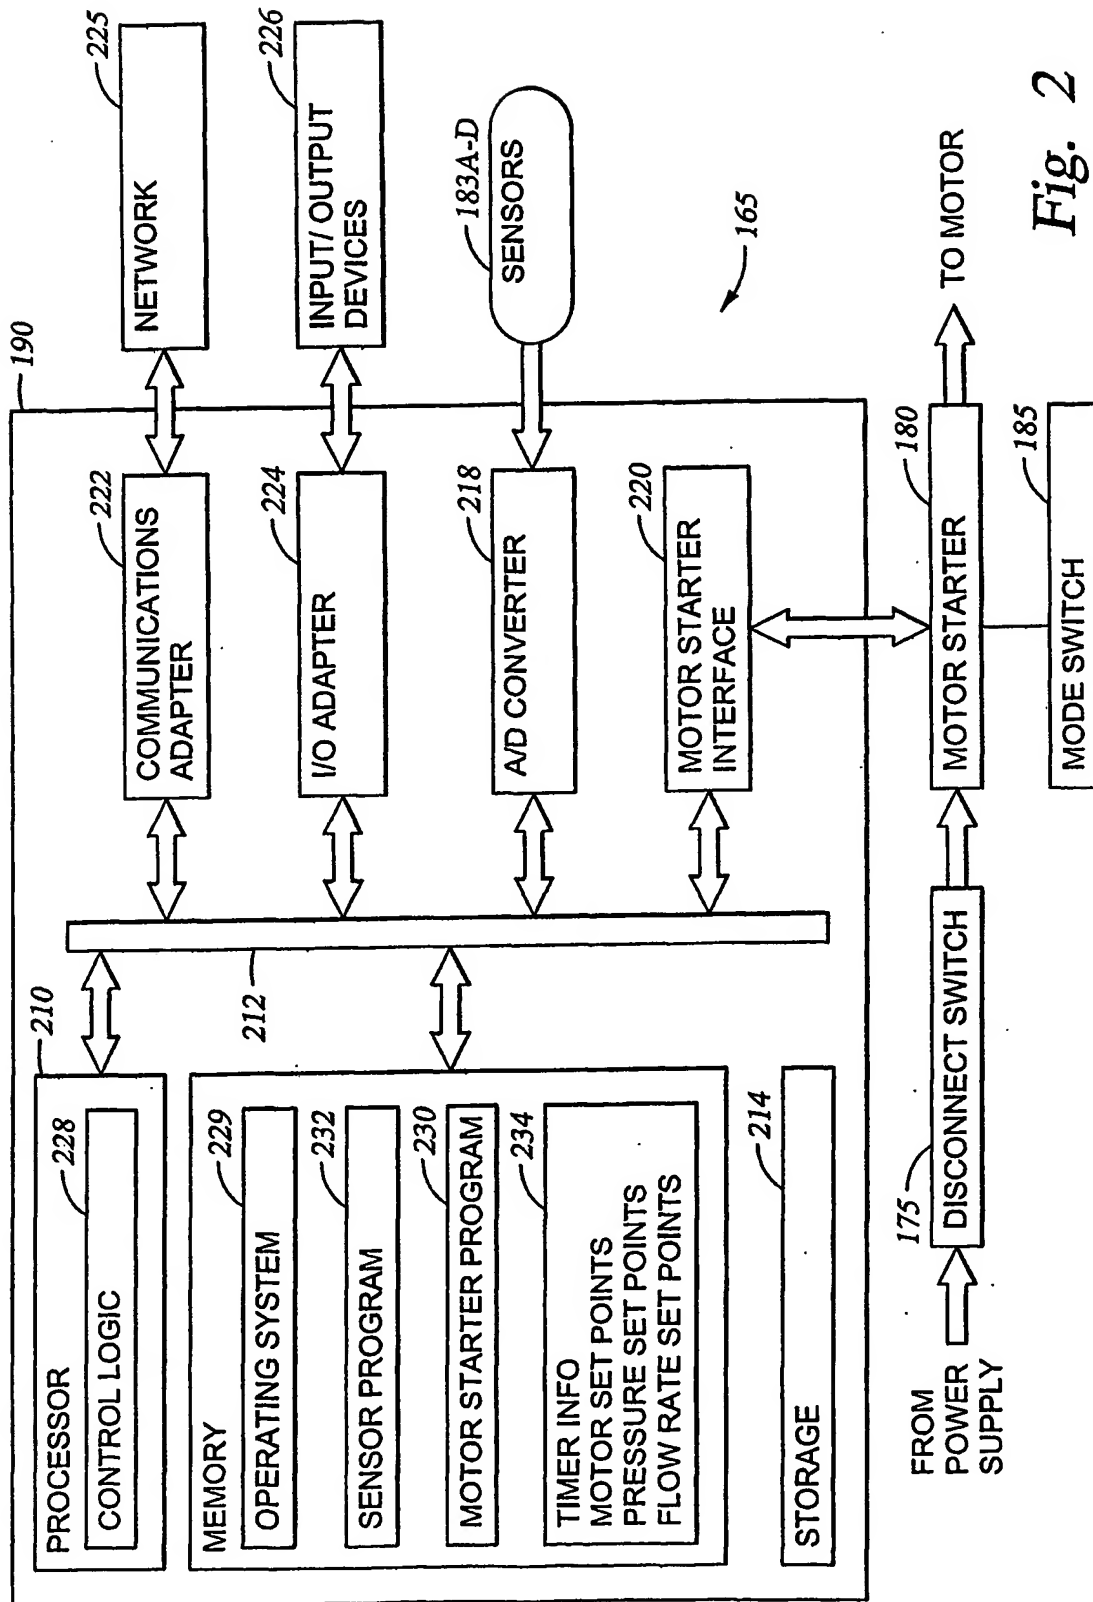 190
PROCESSOR
210
CONTROL LOGIC
228
MEMORY
OPERATING SYSTEM
229
SENSOR PROGRAM
232
MOTOR STARTER PROGRAM
230
TIMER INFO
MOTOR SET POINTS
PRESSURE SET POINTS
FLOW RATE SET POINTS
234
STORAGE
214
212
COMMUNICATIONS
ADAPTER
222
I/O ADAPTER
224
A/D CONVERTER
218
MOTOR STARTER
INTERFACE
220
NETWORK
225
INPUT/ OUTPUT
DEVICES
226
SENSORS
183A-D
165
FROM
POWER
SUPPLY
DISCONNECT SWITCH
175
MOTOR STARTER
180
TO MOTOR
MODE SWITCH
185
Fig. 2